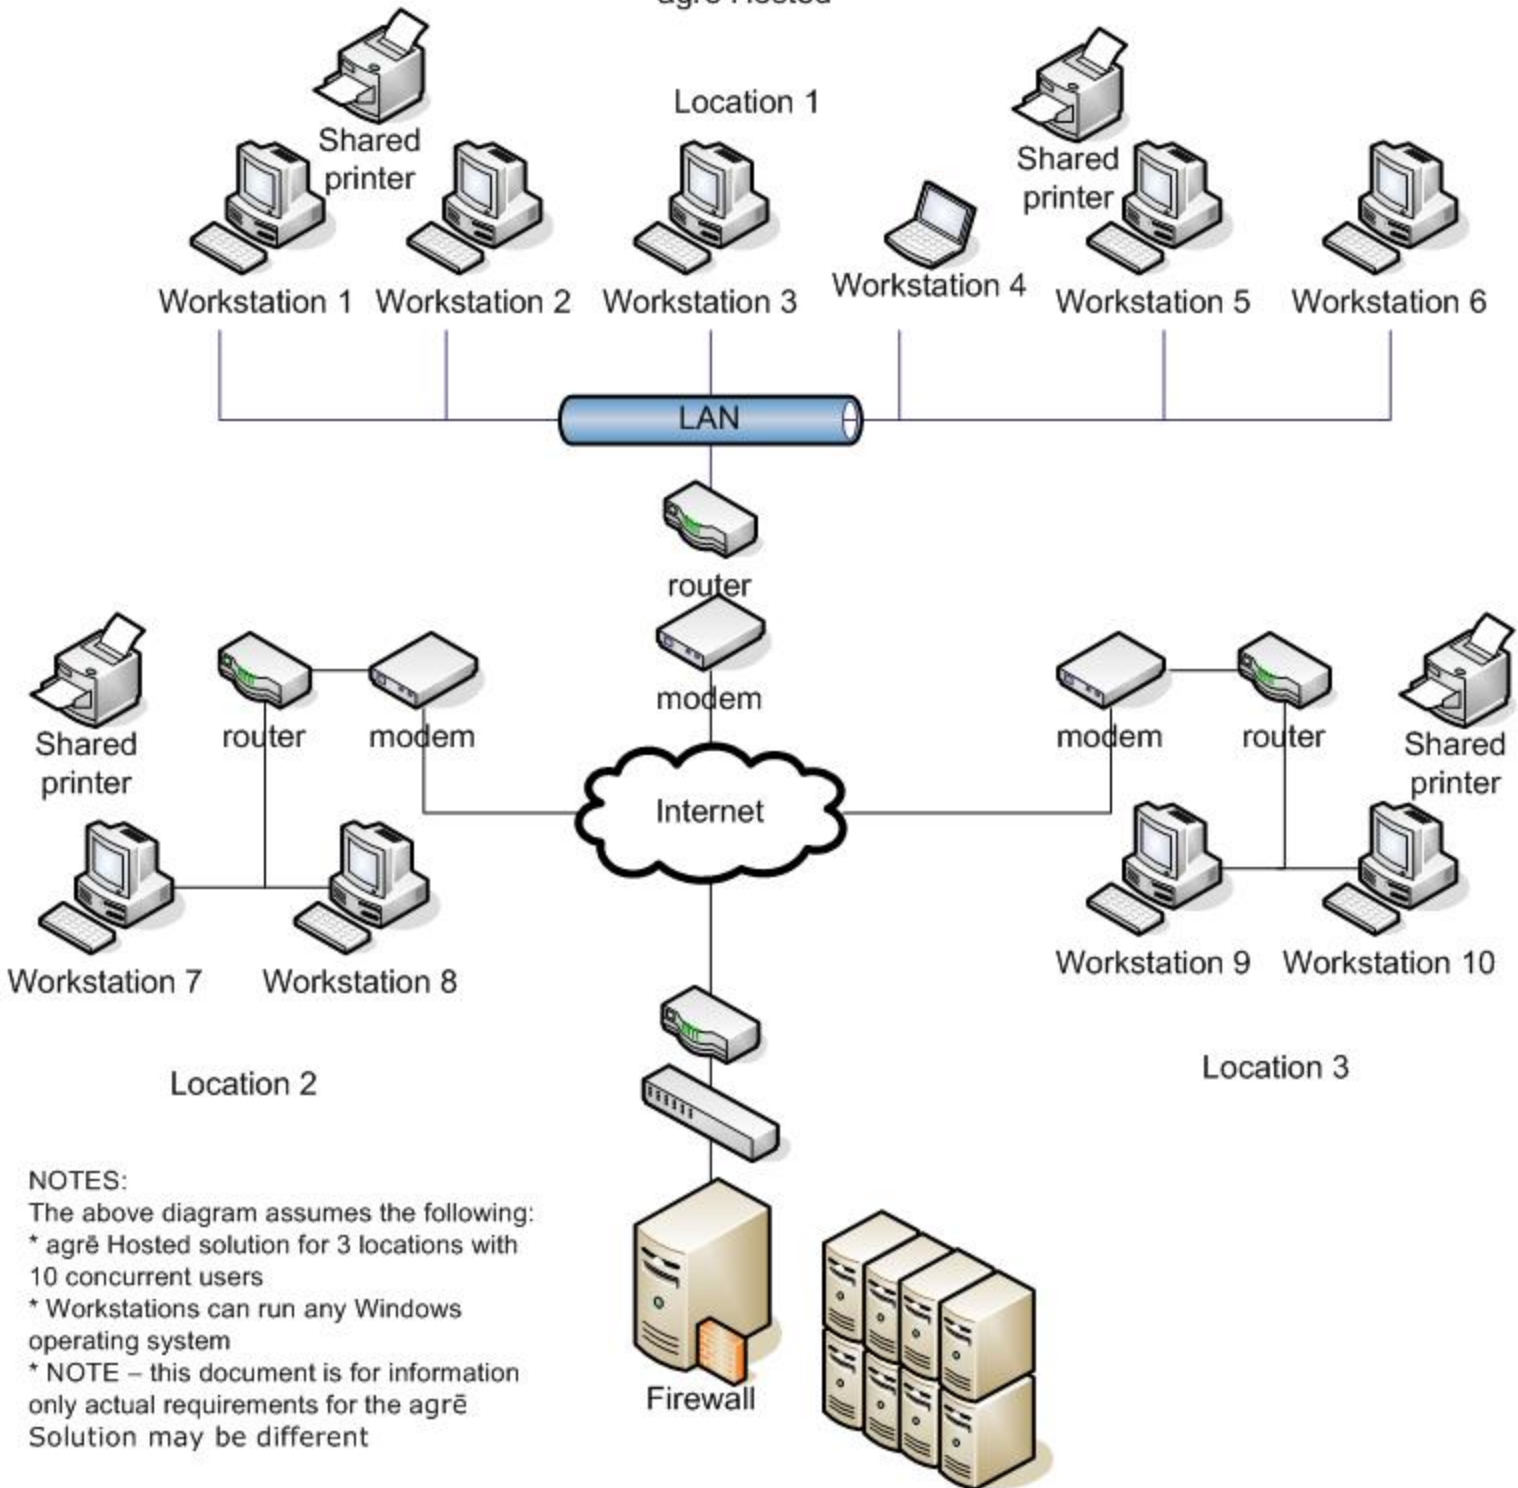 agrē Hosted
Location 1
Shared
printer
Shared
printer
Workstation 1
Workstation 2
Workstation 3
Workstation 4
Workstation 5
Workstation 6
LAN
router
modem
Shared
printer
router
modem
Internet
modem
router
Shared
printer
Workstation 7
Workstation 8
Workstation 9
Workstation 10
Location 2
Location 3
NOTES:
The above diagram assumes the following:
* agrē Hosted solution for 3 locations with
10 concurrent users
* Workstations can run any Windows
operating system
* NOTE – this document is for information
only actual requirements for the agrē
Solution may be different
Firewall